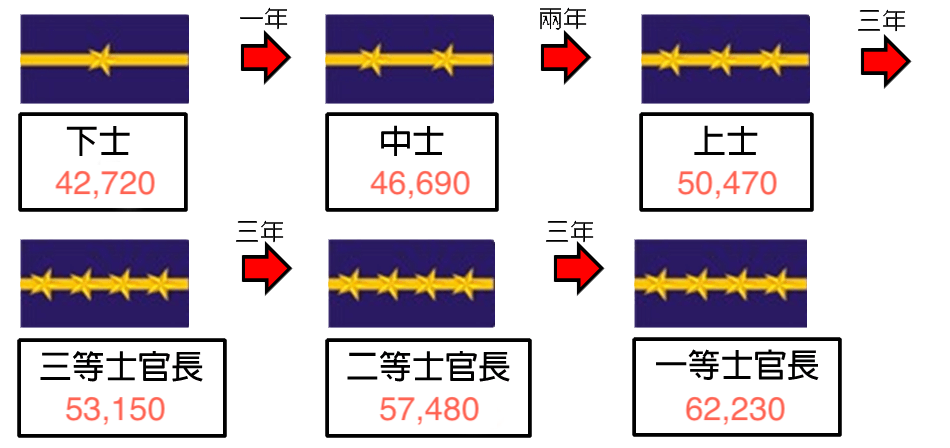 一年
兩年
三年
下士
42,720
中士
46,690
上士
50,470
三年
三年
三等士官長
53,150
二等士官長
57,480
一等士官長
62,230